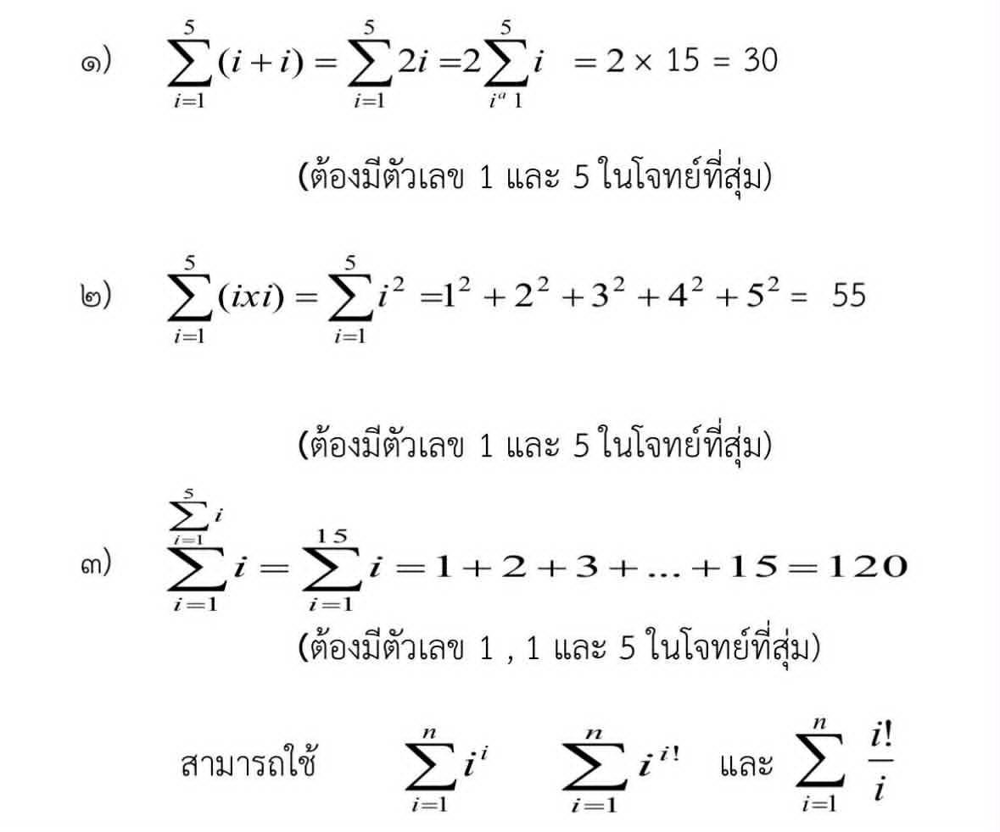 ๑) \sum_{i=1}^{5}(i+i) = \sum_{i=1}^{5}2i =2\sum_{i^{a} 1}^{5}i = 2 × 15 = 30
(ต้องมีตัวเลข 1 และ 5 ในโจทย์ที่สุ่ม)
๒) \sum_{i=1}^{5}(ixi) = \sum_{i=1}^{5}i^{2} =1^{2} + 2^{2} + 3^{2} + 4^{2} + 5^{2} = 55
(ต้องมีตัวเลข 1 และ 5 ในโจทย์ที่สุ่ม)
๓) \sum_{i=1}^{\sum_{i=1}^{5}i}i = \sum_{i=1}^{15}i = 1 + 2 + 3 + ... + 15 = 120
(ต้องมีตัวเลข 1 , 1 และ 5 ในโจทย์ที่สุ่ม)
สามารถใช้ \sum_{i=1}^{n}i^{i} \sum_{i=1}^{n}i^{i!} และ \sum_{i=1}^{n}\frac{i!}{i}